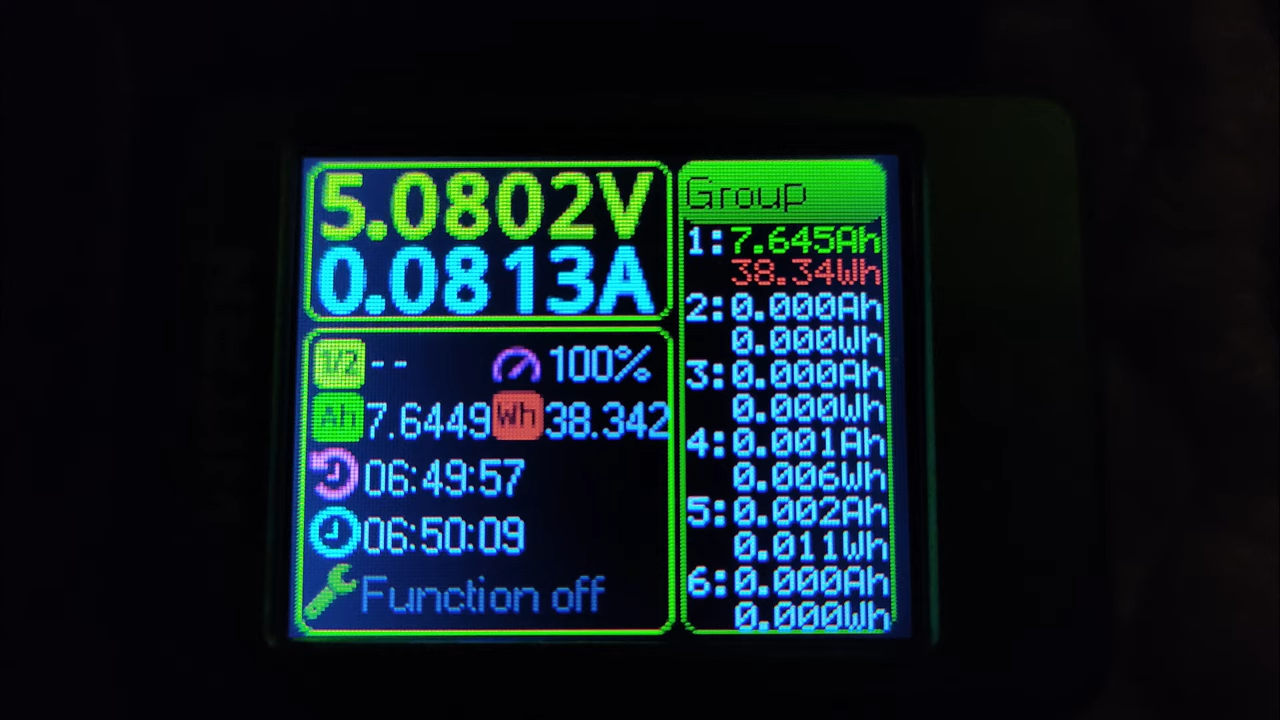 5.0802V
0.0813A
1/2 -- 100%
Ah 7.6449 Wh 38.342
06:49:57
06:50:09
Function off
Group
1:7.645Ah
38.34Wh
2:0.000Ah
0.000Wh
3:0.000Ah
0.000Wh
4:0.001Ah
0.006Wh
5:0.002Ah
0.011Wh
6:0.000Ah
0.000Wh